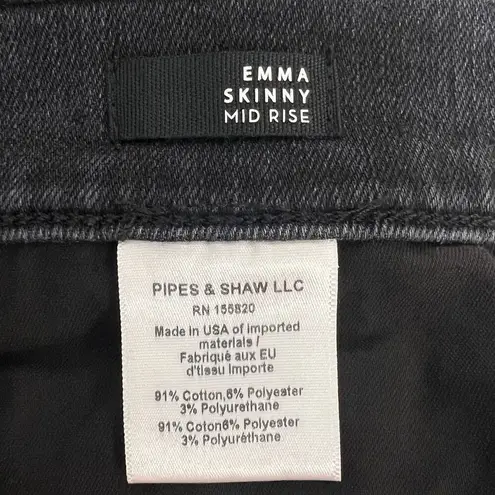 EMMA
SKINNY
MID RISE
PIPES & SHAW LLC
RN 155820
Made in USA of imported
materials /
Fabriqué aux EU
d'tissu Importe
91% Cotton,6% Polyester
3% Polyurethane
91% Coton6% Polyester
3% Polyurethane